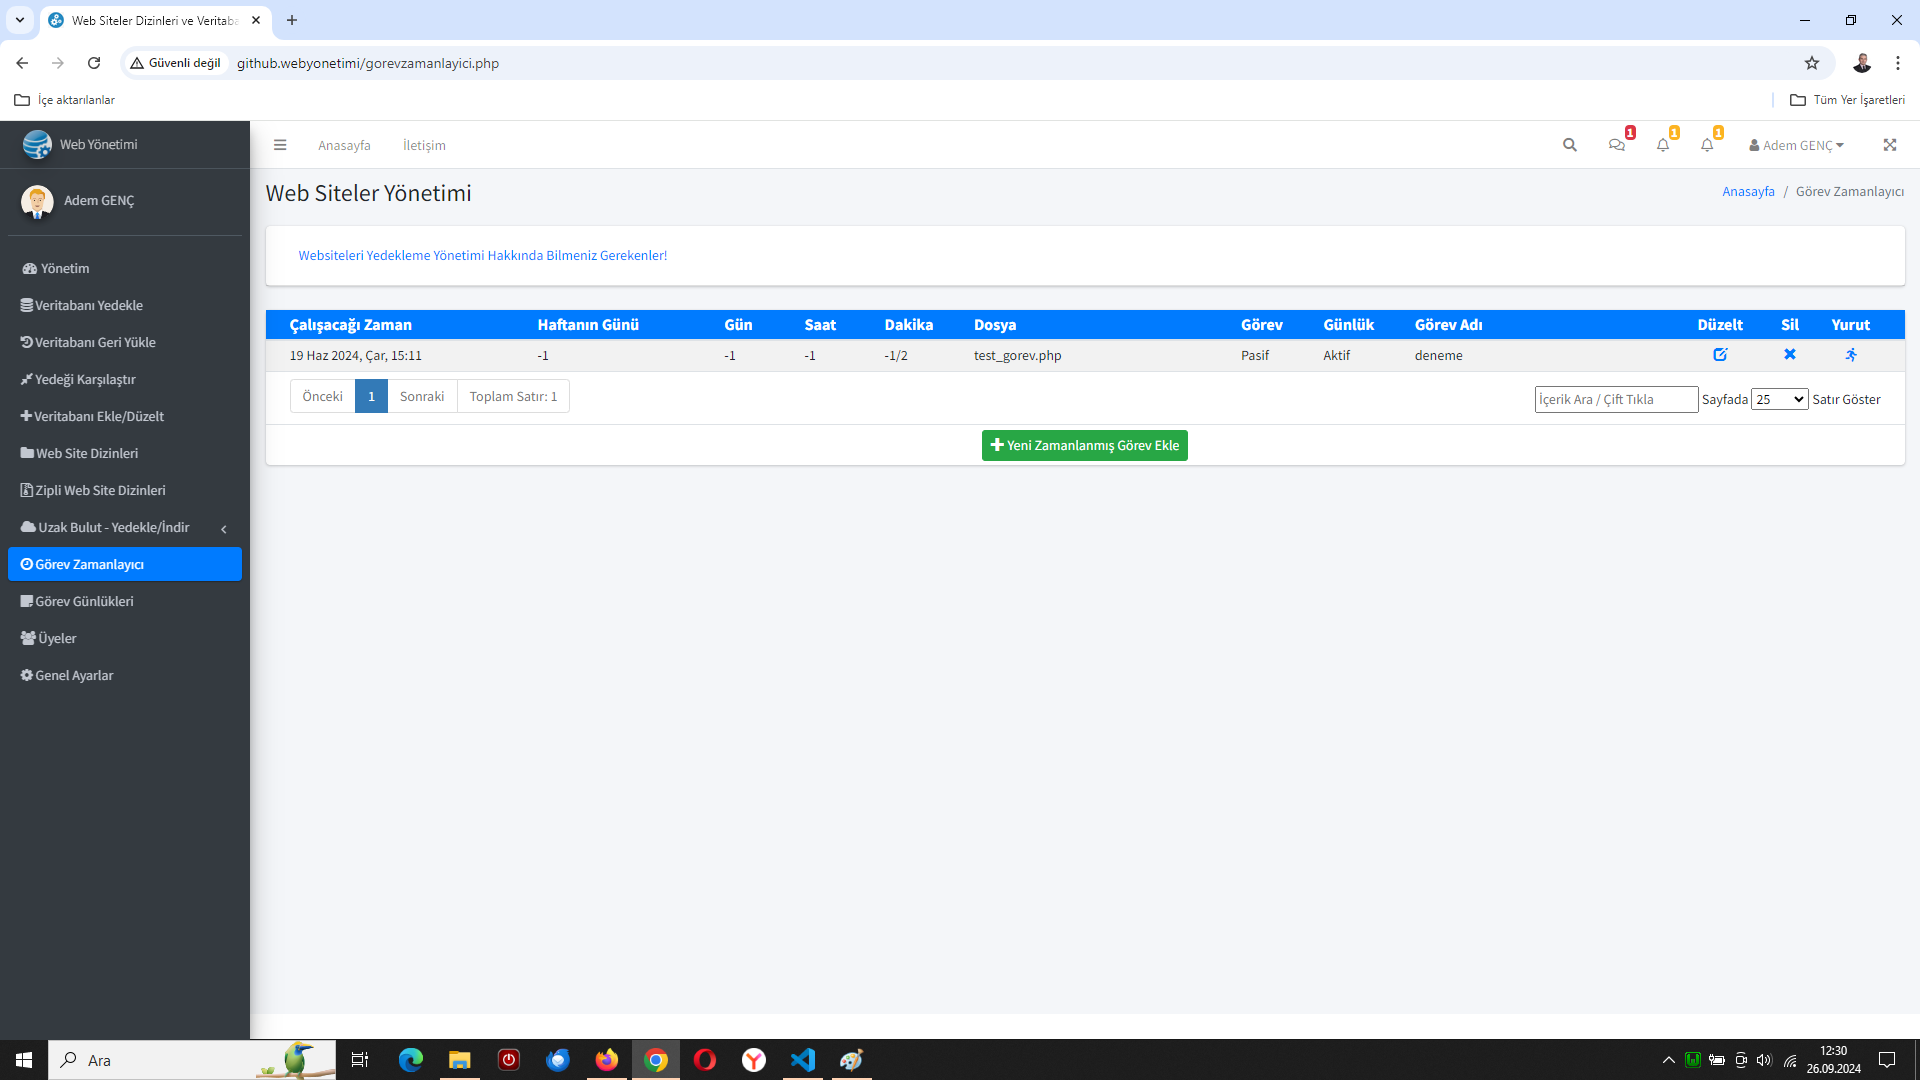 Web Siteler Dizinleri ve Veritaba
Güvenli değil
github.webyonetimi/gorevzamanlayici.php
İçe aktarılanlar
Tüm Yer İşaretleri
Web Yönetimi
Anasayfa
İletişim
1
1
1
Adem GENÇ
Adem GENÇ
Web Siteler Yönetimi
Anasayfa / Görev Zamanlayıcı
Websiteleri Yedekleme Yönetimi Hakkında Bilmeniz Gerekenler!
Yönetim
Veritabanı Yedekle
Veritabanı Geri Yükle
Yedeği Karşılaştır
Veritabanı Ekle/Düzelt
Web Site Dizinleri
Zipli Web Site Dizinleri
Uzak Bulut - Yedekle/İndir
Görev Zamanlayıcı
Görev Günlükleri
Üyeler
Genel Ayarlar
Çalışacağı Zaman Haftanın Günü Gün Saat Dakika Dosya Görev Günlük Görev Adı Düzelt Sil Yurut
19 Haz 2024, Çar, 15:11 -1 -1 -1 -1/2 test_gorev.php Pasif Aktif deneme
Önceki 1 Sonraki Toplam Satır: 1
İçerik Ara / Çift Tıkla Sayfada 25 Satır Göster
Yeni Zamanlanmış Görev Ekle
Ara
12:30
26.09.2024